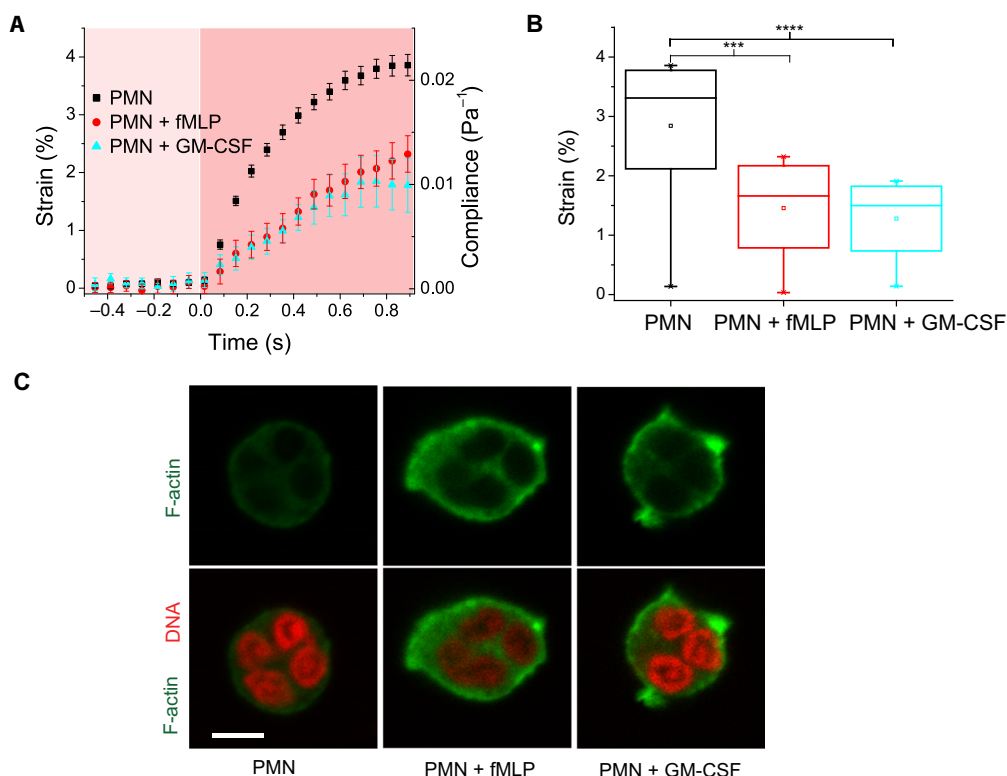 A
Strain (%)
4
3
2
1
0
PMN
PMN + fMLP
PMN + GM-CSF
0.02
0.01
0.00
Compliance (Pa⁻¹)
–0.4 –0.2 0.0 0.2 0.4 0.6 0.8
Time (s)
B
Strain (%)
4
3
2
1
0
****
***
PMN PMN + fMLP PMN + GM-CSF
C
F-actin
F-actin DNA
PMN PMN + fMLP PMN + GM-CSF